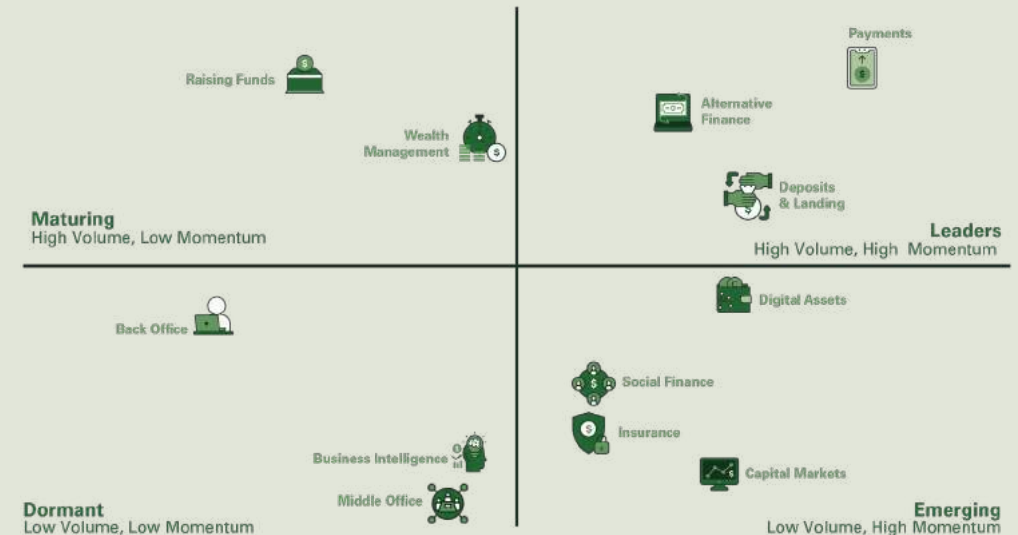 Payments
Raising Funds
Alternative
Finance
Wealth
Management
Deposits
& Landing
Maturing
High Volume, Low Momentum
Leaders
High Volume, High Momentum
Digital Assets
Back Office
Social Finance
Insurance
Business Intelligence
Capital Markets
Middle Office
Dormant
Low Volume, Low Momentum
Emerging
Low Volume, High Momentum